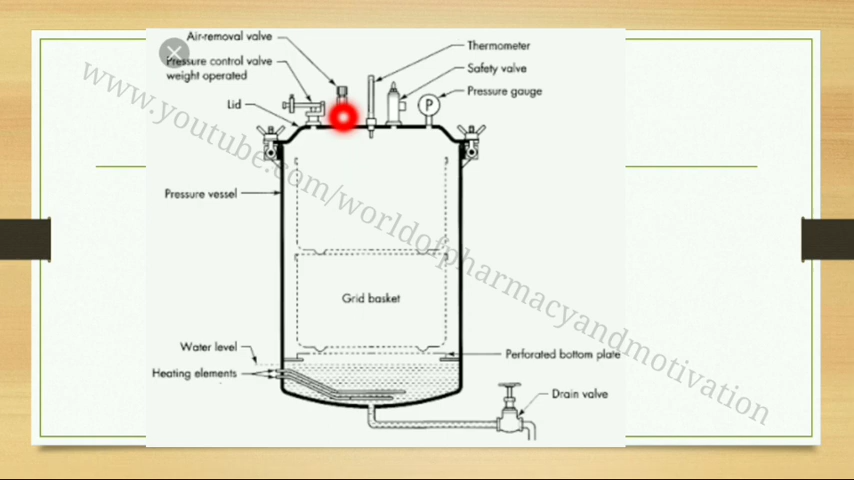 Air-removal valve
Pressure control valve
weight operated
Lid
Thermometer
Safety valve
Pressure gauge
P
Pressure vessel
Grid basket
Water level
Heating elements
Perforated bottom plate
Drain valve
www.youtube.com/worldofpharmacyandmotivation